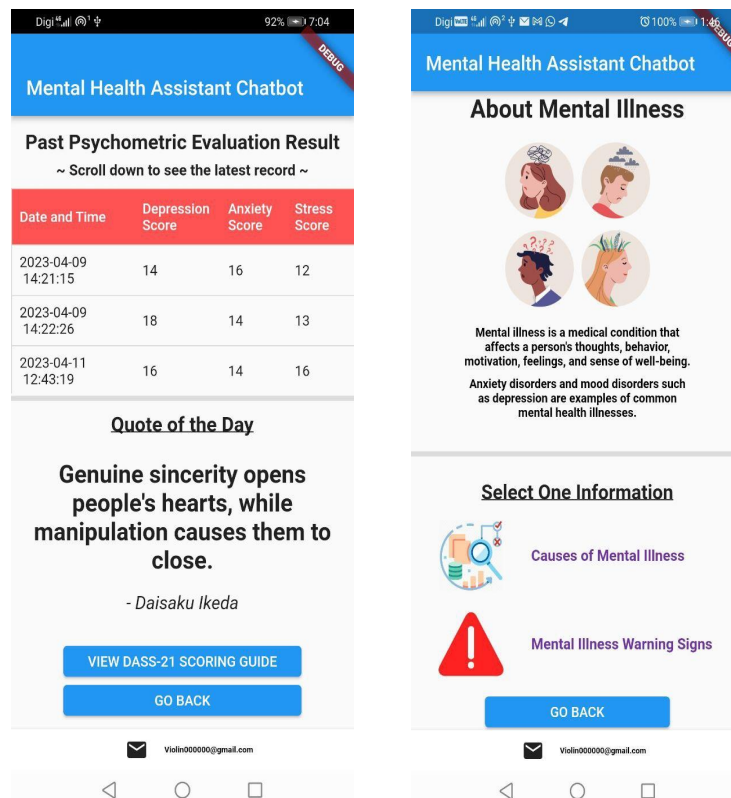 Digi 92% 7:04
DEBUG
Mental Health Assistant Chatbot
Past Psychometric Evaluation Result
~ Scroll down to see the latest record ~
Date and Time Depression Score Anxiety Score Stress Score
2023-04-09 14:21:15 14 16 12
2023-04-09 14:22:26 18 14 13
2023-04-11 12:43:19 16 14 16
Quote of the Day
Genuine sincerity opens
people's hearts, while
manipulation causes them to
close.
- Daisaku Ikeda
VIEW DASS-21 SCORING GUIDE
GO BACK
Violin000000@gmail.com
Digi 100% 1:46
DEBUG
Mental Health Assistant Chatbot
About Mental Illness
Mental illness is a medical condition that
affects a person's thoughts, behavior,
motivation, feelings, and sense of well-being.
Anxiety disorders and mood disorders such
as depression are examples of common
mental health illnesses.
Select One Information
Causes of Mental Illness
Mental Illness Warning Signs
GO BACK
Violin000000@gmail.com